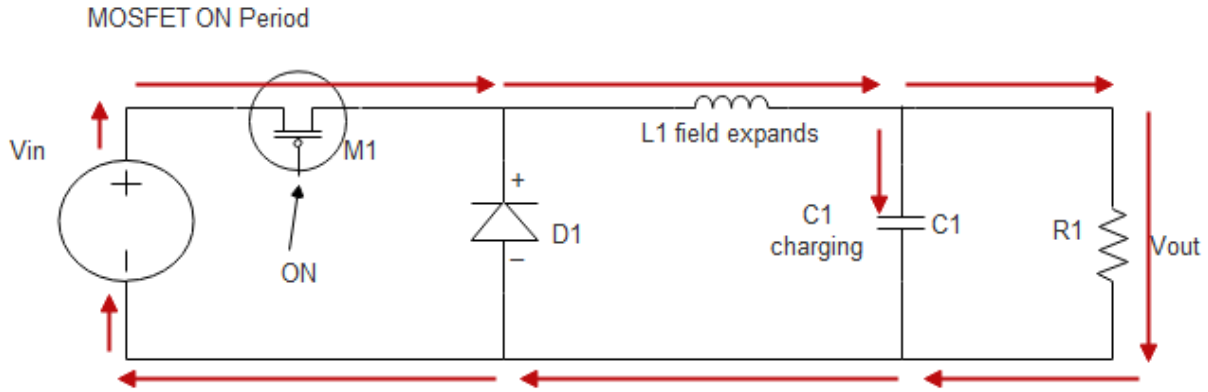 MOSFET ON Period
L1 field expands
Vin
M1
+
+
C1
charging
C1
R1
Vout
D1
–
–
ON